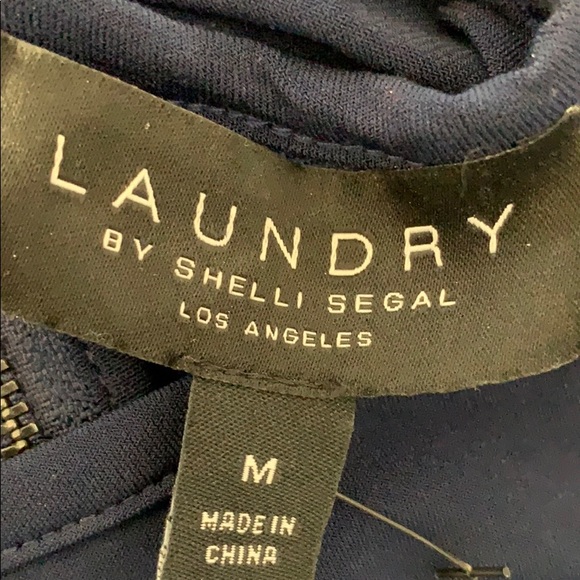 LAUNDRY
BY SHELLI SEGAL
LOS ANGELES
M
MADE IN
CHINA